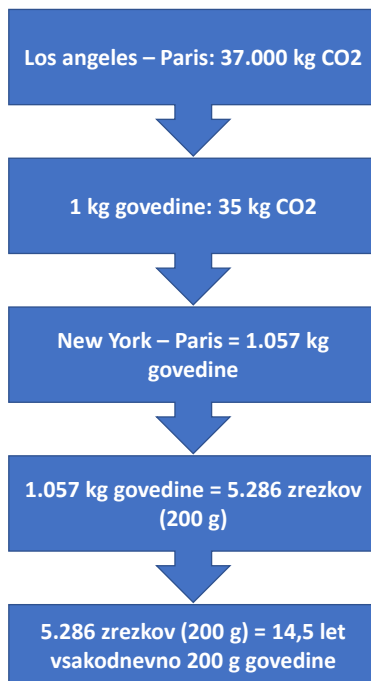 Los angeles – Paris: 37.000 kg CO2
1 kg govedine: 35 kg CO2
New York – Paris = 1.057 kg
govedine
1.057 kg govedine = 5.286 zrezkov
(200 g)
5.286 zrezkov (200 g) = 14,5 let
vsakodnevno 200 g govedine